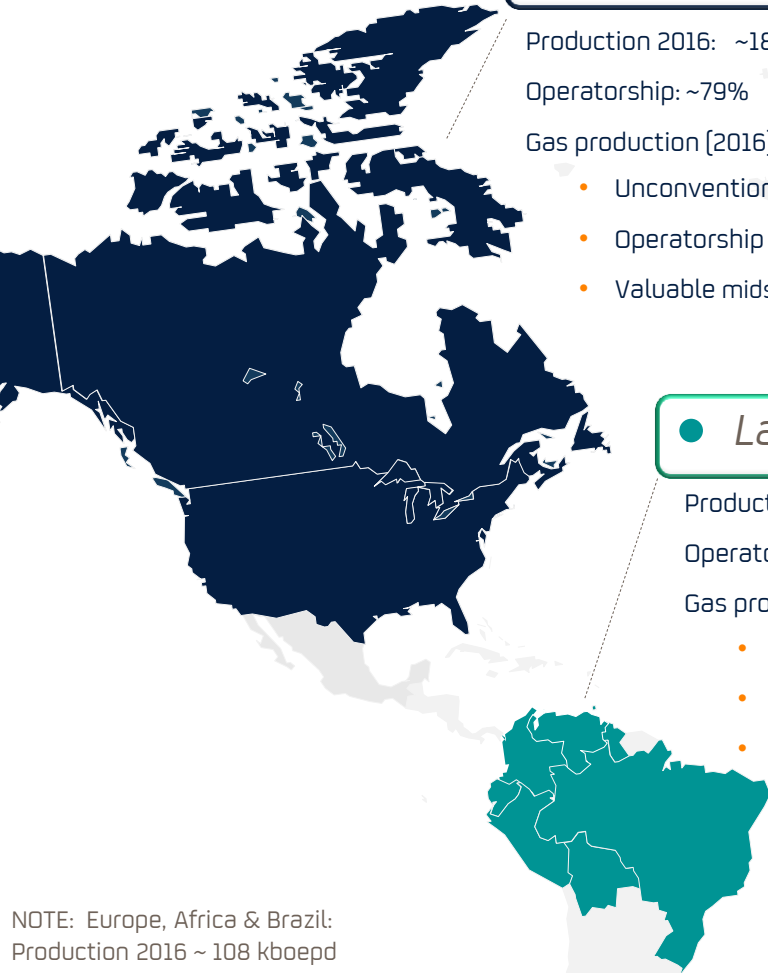 Production 2016: ~18
Operatorship: ~79%
Gas production (2016)
• Unconvention
• Operatorship
• Valuable mids
La
Product
Operato
Gas pro
•
•
•
NOTE: Europe, Africa & Brazil:
Production 2016 ~ 108 kboepd